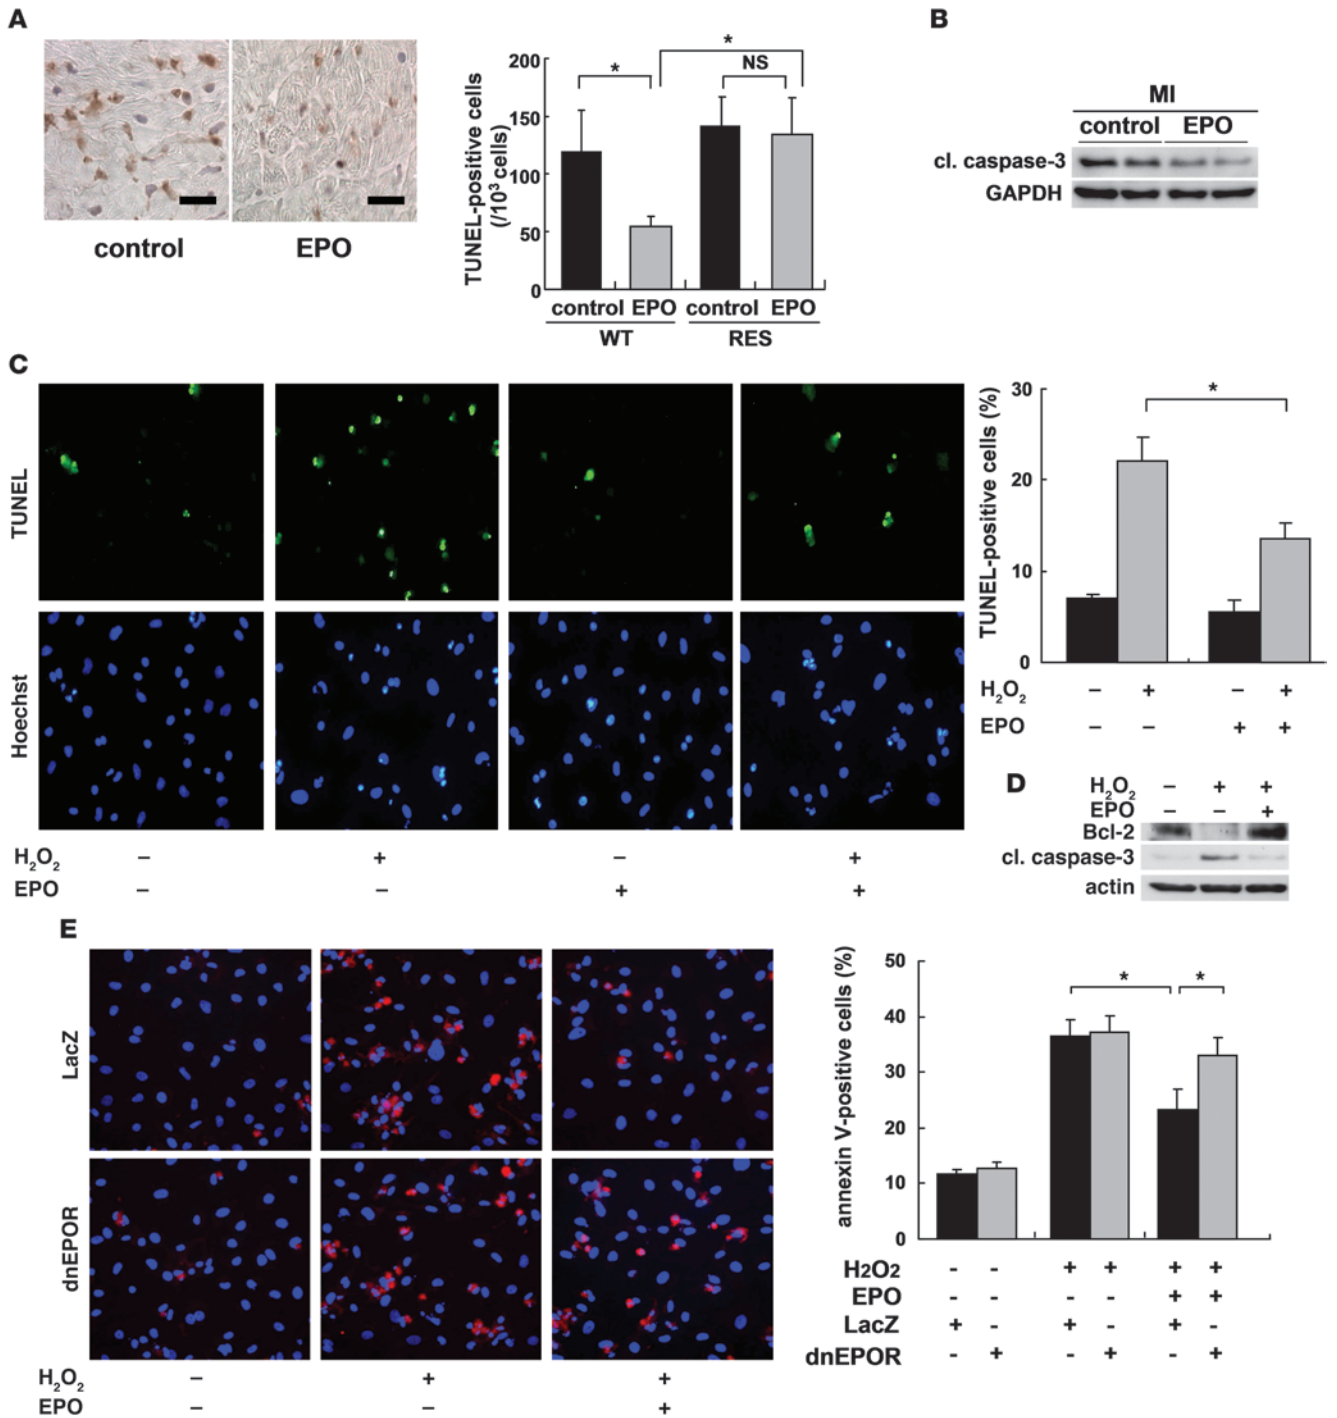 A
control
EPO
TUNEL-positive cells
(/10³ cells)
200
150
100
50
0
*
*
NS
control EPO control EPO
WT
RES
B
MI
control EPO
cl. caspase-3
GAPDH
C
TUNEL
Hoechst
H₂O₂ – + – +
EPO – – + +
TUNEL-positive cells (%)
30
20
10
0
*
H₂O₂ – + – +
EPO – – + +
D
H₂O₂ – + +
EPO – – +
Bcl-2
cl. caspase-3
actin
E
LacZ
dnEPOR
H₂O₂ – + +
EPO – – +
annexin V-positive cells (%)
50
40
30
20
10
0
*
*
H2O2 - - + + + +
EPO - - - - + +
LacZ + - + - + -
dnEPOR - + - + - +